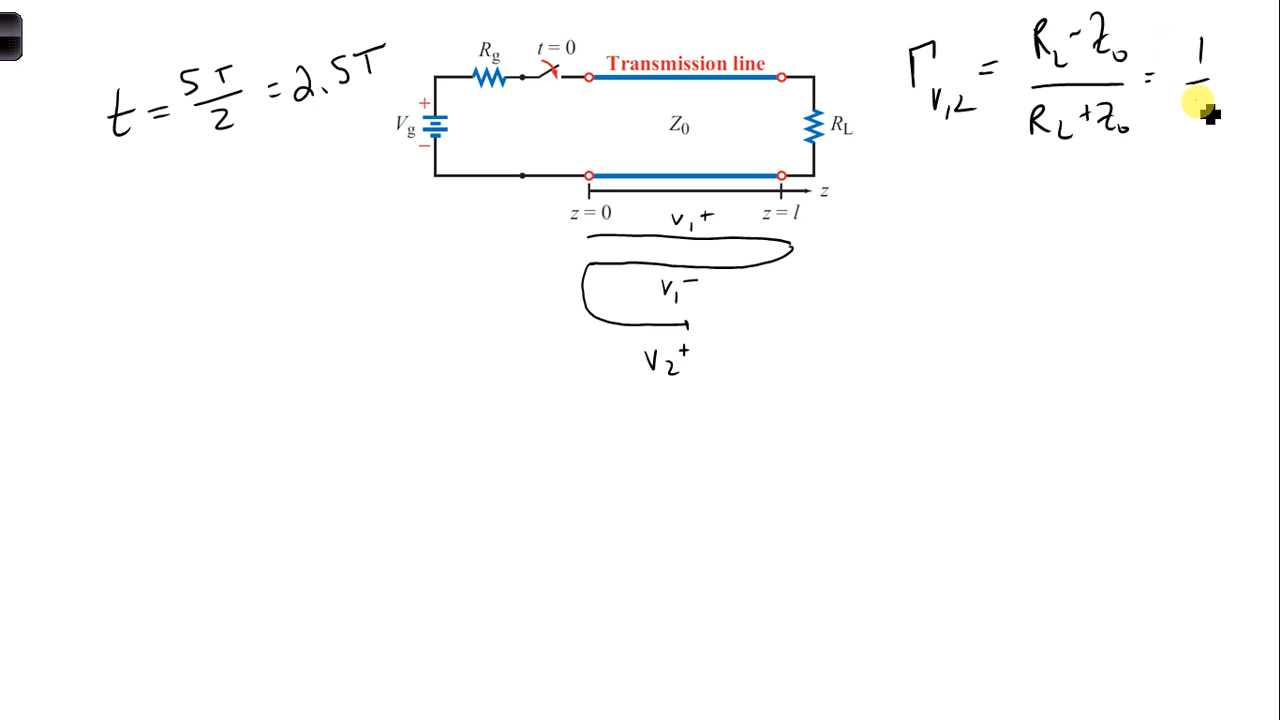 t = 5T/2 = 2.5T
Rg
t = 0
Transmission line
+
Vg
−
Z0
RL
z
z = 0
z = l
V1+
V1−
V2+
Γv,L = (RL - Z0)/(RL + Z0) = 1/